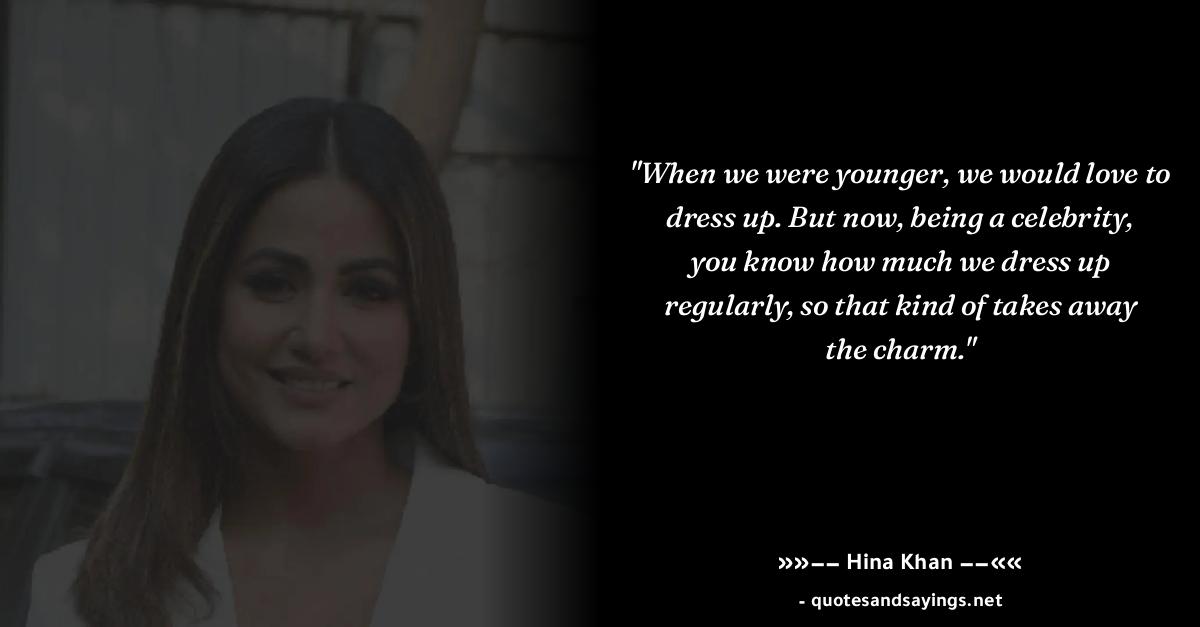 "When we were younger, we would love to
dress up. But now, being a celebrity,
you know how much we dress up
regularly, so that kind of takes away
the charm."
»»−− Hina Khan −−««
- quotesandsayings.net